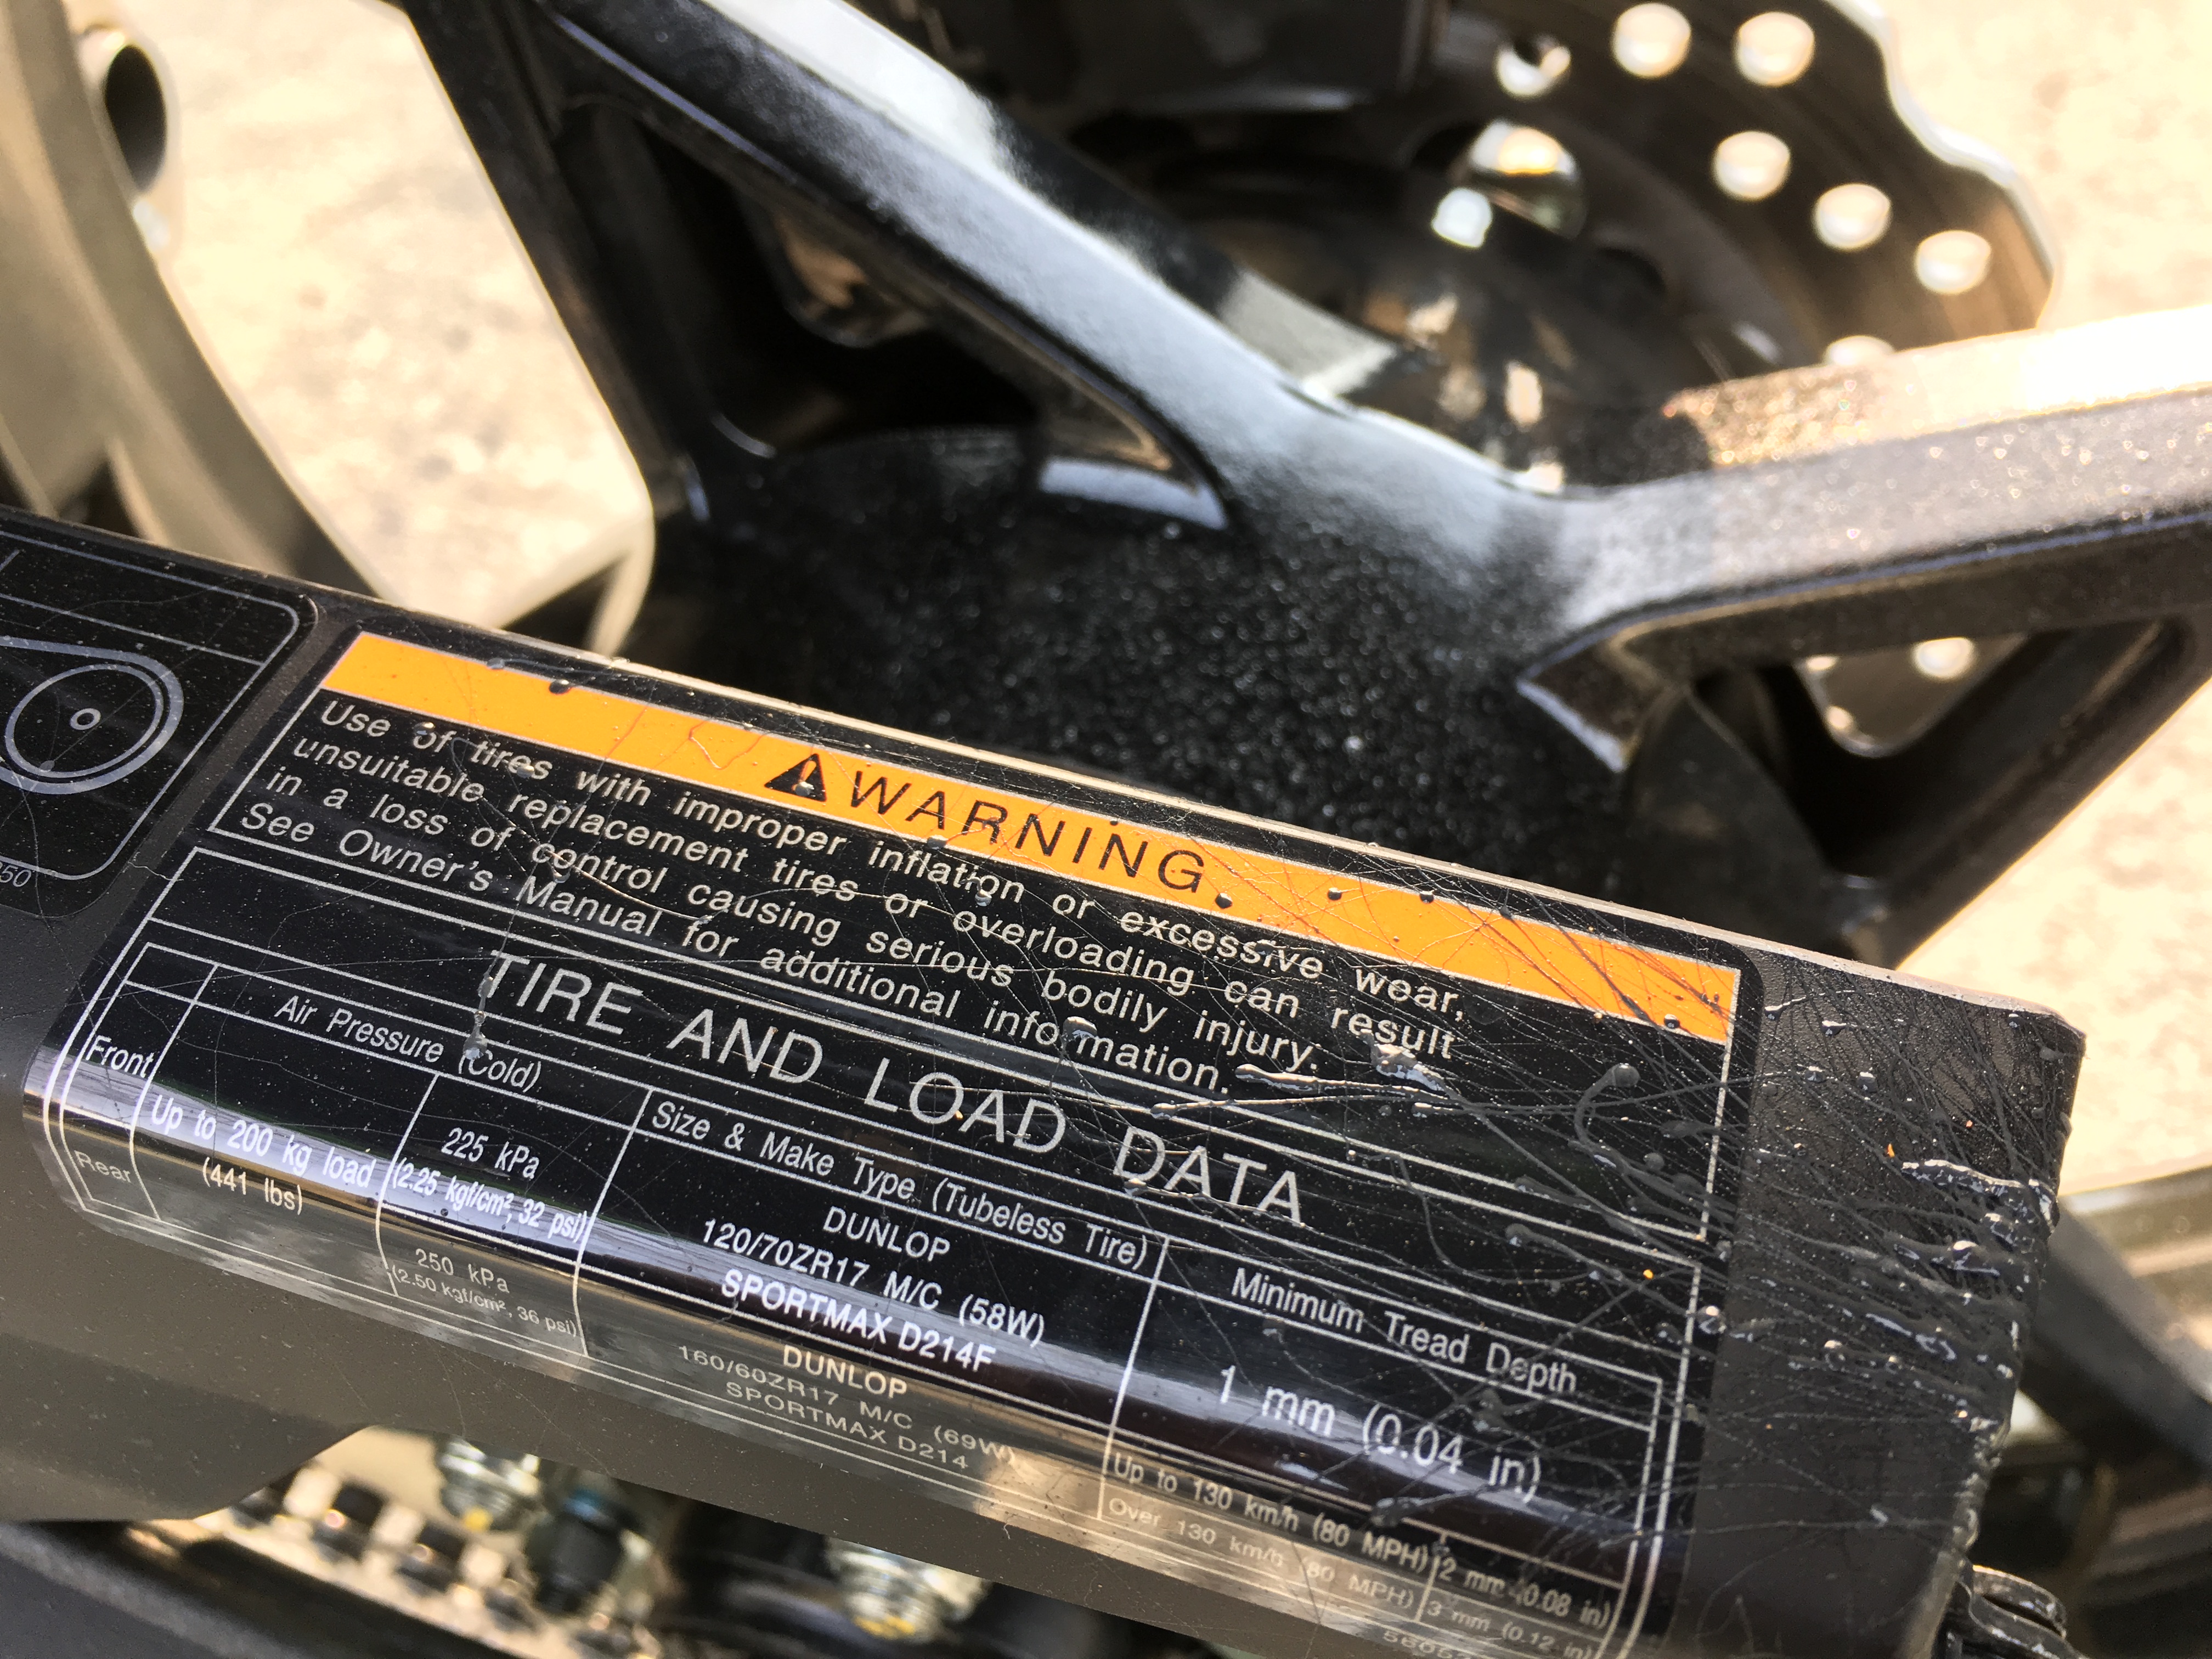 WARNING
Use of tires with improper inflation or excessive wear,
unsuitable replacement tires or overloading can result
in a loss of control causing serious bodily injury.
See Owner's Manual for additional information.
TIRE AND LOAD DATA
Air Pressure (Cold)
Size & Make Type (Tubeless Tire)
Minimum Tread Depth
Front
Up to 200 kg load
(441 lbs)
225 kPa
(2.25 kgf/cm², 32 psi)
DUNLOP
120/70ZR17 M/C (58W)
SPORTMAX D214F
1 mm (0.04 in)
Rear
250 kPa
(2.50 kgf/cm², 36 psi)
DUNLOP
160/60ZR17 M/C (69W)
SPORTMAX D214
Up to 130 km/h (80 MPH)
2 mm (0.08 in)
Over 130 km/h (80 MPH)
3 mm (0.12 in)